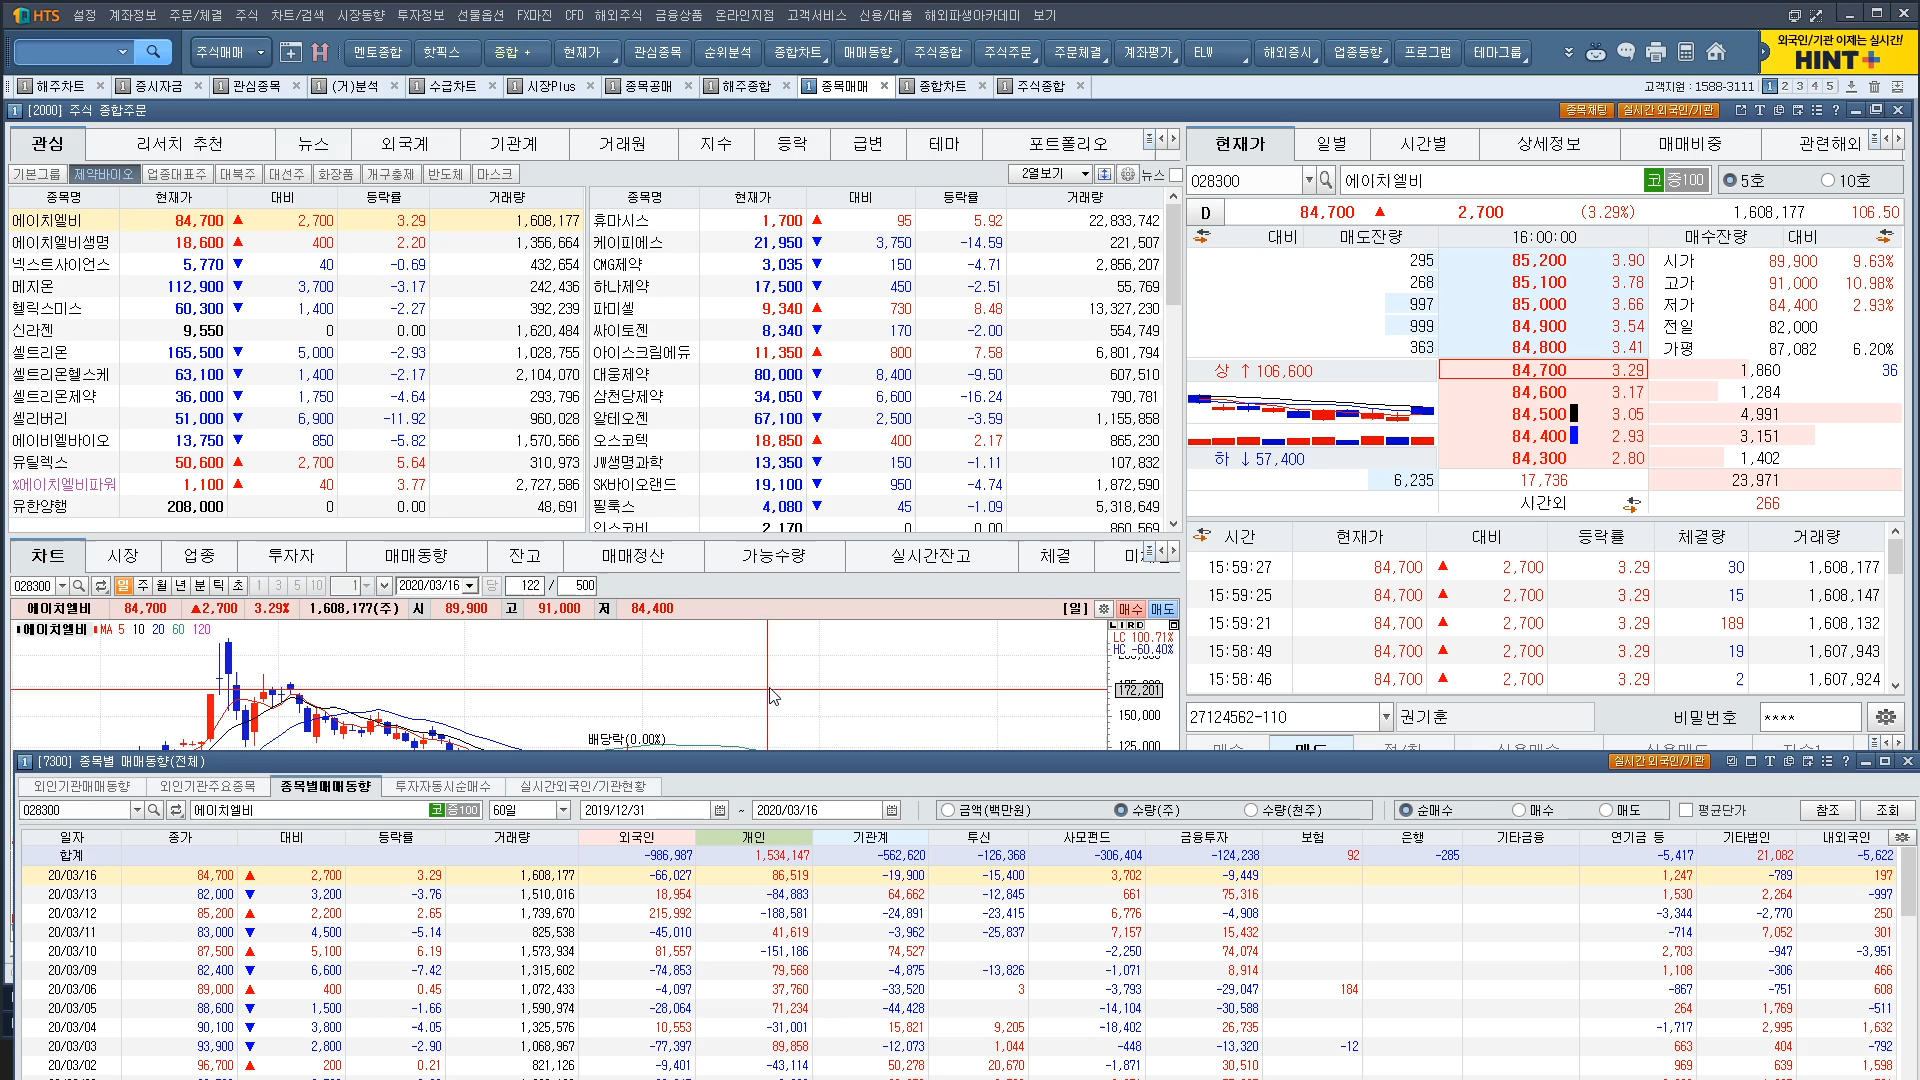 HTS 설정 계좌정보 주문/체결 주식 차트/검색 시장동향 투자정보 선물옵션 FX마진 CFD 해외주식 금융상품 온라인지점 고객서비스 신용/대출 해외파생아카데미 보기
주식매매 멘토종합 핫픽스 종합 + 현재가 관심종목 순위분석 종합차트 매매동향 주식종합 주식주문 주문체결 계좌평가 ELW 해외증시 업종동향 프로그램 테마그룹
외국인/기관 이제는 실시간!
HINT+
1 해주차트 1 증시자금 1 관심종목 1 (거)분석 1 수급차트 1 시장Plus 1 종목공매 1 해주종합 1 종목매매 1 종합차트 1 주식종합 고객지원 : 1588-3111 1 2 3 4 5
1 [2000] 주식 종합주문 종목채팅 실시간 외국인/기관
관심 리서치 추천 뉴스 외국계 기관계 거래원 지수 등락 급변 테마 포트폴리오
기본그룹 제약바이오 업종대표주 대북주 대선주 화장품 개구충제 반도체 마스크 2열보기 뉴스
종목명 현재가 대비 등락률 거래량 종목명 현재가 대비 등락률 거래량
에이치엘비 84,700 ▲ 2,700 3.29 1,608,177 휴마시스 1,700 ▲ 95 5.92 22,833,742
에이치엘비생명 18,600 ▲ 400 2.20 1,356,664 케이피에스 21,950 ▼ 3,750 -14.59 221,507
넥스트사이언스 5,770 ▼ 40 -0.69 432,654 CMG제약 3,035 ▼ 150 -4.71 2,856,207
메지온 112,900 ▼ 3,700 -3.17 242,436 하나제약 17,500 ▼ 450 -2.51 55,769
헬릭스미스 60,300 ▼ 1,400 -2.27 392,239 파미셀 9,340 ▲ 730 8.48 13,327,230
신라젠 9,550 0 0.00 1,620,484 싸이토젠 8,340 ▼ 170 -2.00 554,749
셀트리온 165,500 ▼ 5,000 -2.93 1,028,755 아이스크림에듀 11,350 ▲ 800 7.58 6,801,794
셀트리온헬스케 63,100 ▼ 1,400 -2.17 2,104,070 대웅제약 80,000 ▼ 8,400 -9.50 607,510
셀트리온제약 36,000 ▼ 1,750 -4.64 293,796 삼천당제약 34,050 ▼ 6,600 -16.24 790,781
셀리버리 51,000 ▼ 6,900 -11.92 960,028 알테오젠 67,100 ▼ 2,500 -3.59 1,155,858
에이비엘바이오 13,750 ▼ 850 -5.82 1,570,566 오스코텍 18,850 ▲ 400 2.17 865,230
유틸렉스 50,600 ▲ 2,700 5.64 310,973 JW생명과학 13,350 ▼ 150 -1.11 107,832
%에이치엘비파워 1,100 ▲ 40 3.77 2,727,586 SK바이오랜드 19,100 ▼ 950 -4.74 1,872,590
유한양행 208,000 0 0.00 48,691 필룩스 4,080 ▼ 45 -1.09 5,318,649
인스코비 2,170 0 0.00 860,569
현재가 일별 시간별 상세정보 매매비중 관련해외
028300 에이치엘비 코 증100 5호 10호
D 84,700 ▲ 2,700 (3.29%) 1,608,177 106.50
대비 매도잔량 16:00:00 매수잔량 대비
295 85,200 3.90 시가 89,900 9.63%
268 85,100 3.78 고가 91,000 10.98%
997 85,000 3.66 저가 84,400 2.93%
999 84,900 3.54 전일 82,000
363 84,800 3.41 가평 87,082 6.20%
상 ↑ 106,600 84,700 3.29 1,860 36
84,600 3.17 1,284
84,500 3.05 4,991
84,400 2.93 3,151
하 ↓ 57,400 84,300 2.80 1,402
6,235 17,736 23,971
시간외 266
시간 현재가 대비 등락률 체결량 거래량
15:59:27 84,700 ▲ 2,700 3.29 30 1,608,177
15:59:25 84,700 ▲ 2,700 3.29 15 1,608,147
15:59:21 84,700 ▲ 2,700 3.29 189 1,608,132
15:58:49 84,700 ▲ 2,700 3.29 19 1,607,943
15:58:46 84,700 ▲ 2,700 3.29 2 1,607,924
27124562-110 권기훈 비밀번호 ****
차트 시장 업종 투자자 매매동향 잔고 매매정산 가능수량 실시간잔고 체결
028300 일 주 월 년 분 틱 초 1 3 5 10 1 2020/03/16 당 122 / 500
에이치엘비 84,700 ▲2,700 3.29% 1,608,177(주) 시 89,900 고 91,000 저 84,400 [일] 매수 매도
에이치엘비 MA 5 10 20 60 120
L I R D
LC 100.71%
HC -60.40%
172,201
150,000
배당락(0.00%)
125,000
1 [7300] 종목별 매매동향(전체) 실시간 외국인/기관
외인기관매매동향 외인기관주요종목 종목별매매동향 투자자동시순매수 실시간외국인/기관현황
028300 에이치엘비 코 증100 60일 2019/12/31 ~ 2020/03/16 금액(백만원) 수량(주) 수량(천주) 순매수 매수 매도 평균단가 참조 조회
일자 종가 대비 등락률 거래량 외국인 개인 기관계 투신 사모펀드 금융투자 보험 은행 기타금융 연기금 등 기타법인 내외국인
합계 -986,987 1,534,147 -562,620 -126,368 -306,404 -124,238 92 -285 -5,417 21,082 -5,622
20/03/16 84,700 ▲ 2,700 3.29 1,608,177 -66,027 86,519 -19,900 -15,400 3,702 -9,449 1,247 -789 197
20/03/13 82,000 ▼ 3,200 -3.76 1,510,016 18,954 -84,883 64,662 -12,845 661 75,316 1,530 2,264 -997
20/03/12 85,200 ▲ 2,200 2.65 1,739,670 215,992 -188,581 -24,891 -23,415 6,776 -4,908 -3,344 -2,770 250
20/03/11 83,000 ▼ 4,500 -5.14 825,538 -45,010 41,619 -3,962 -25,837 7,157 15,432 -714 7,052 301
20/03/10 87,500 ▲ 5,100 6.19 1,573,934 81,557 -151,186 74,527 -2,250 74,074 2,703 -947 -3,951
20/03/09 82,400 ▼ 6,600 -7.42 1,315,602 -74,853 79,568 -4,875 -13,826 -1,071 8,914 1,108 -306 466
20/03/06 89,000 ▲ 400 0.45 1,072,433 -4,097 37,760 -33,520 3 -3,793 -29,047 184 -867 -751 608
20/03/05 88,600 ▼ 1,500 -1.66 1,590,974 -28,064 71,234 -44,428 -14,104 -30,588 264 1,769 -511
20/03/04 90,100 ▼ 3,800 -4.05 1,325,576 10,553 -31,001 15,821 9,205 -18,402 26,735 -1,717 2,995 1,632
20/03/03 93,900 ▼ 2,800 -2.90 1,068,967 -77,397 89,858 -12,073 1,044 -448 -13,320 -12 663 404 -792
20/03/02 96,700 ▲ 200 0.21 821,126 -9,401 -43,114 50,278 20,670 -1,871 30,510 969 639 1,598